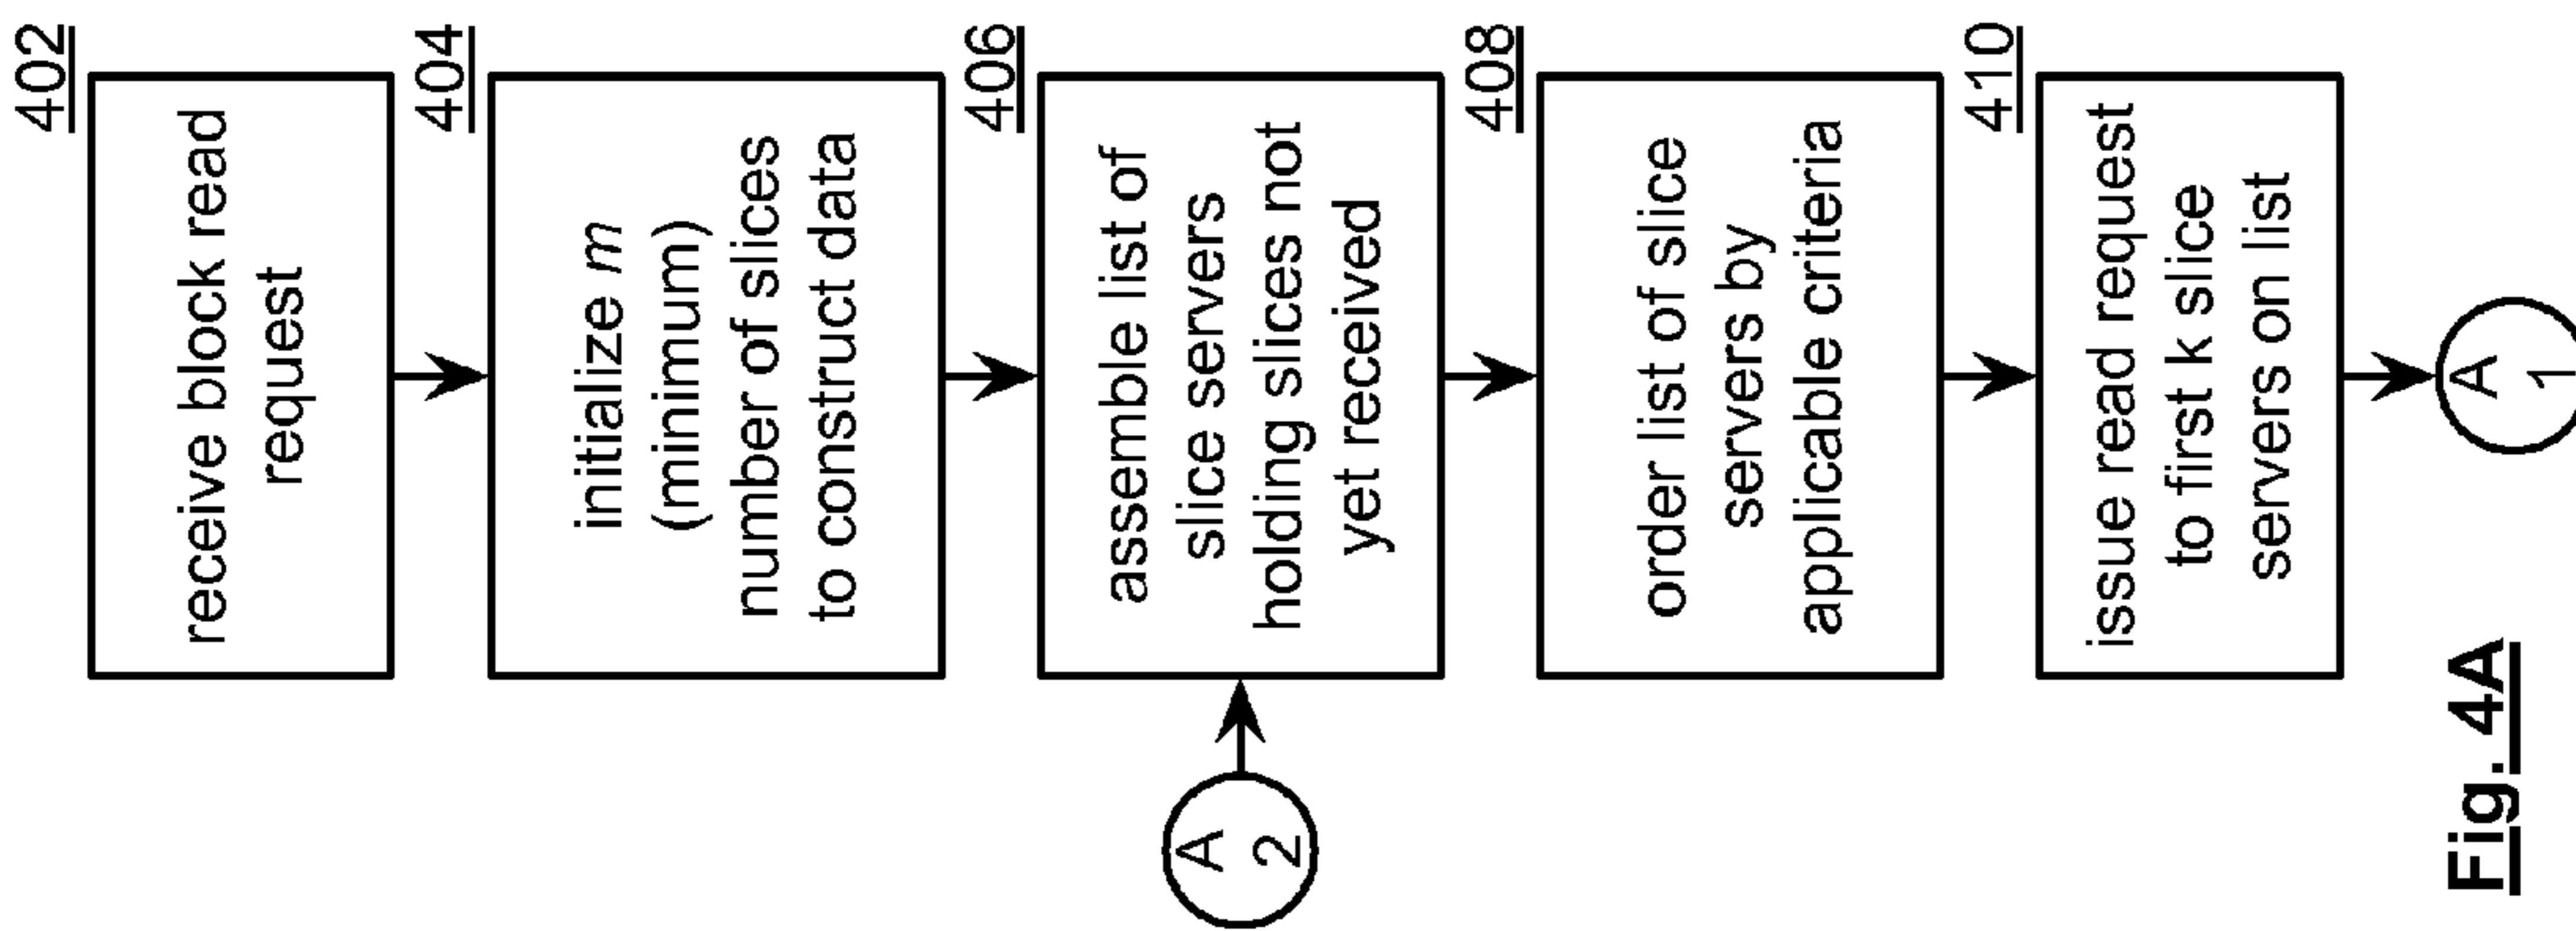 402
receive block read
request
404
initialize m
(minimum)
number of slices
to construct data
406
assemble list of
slice servers
holding slices not
yet received
A
2
408
order list of slice
servers by
applicable criteria
410
issue read request
to first k slice
servers on list
A
1
Fig. 4A